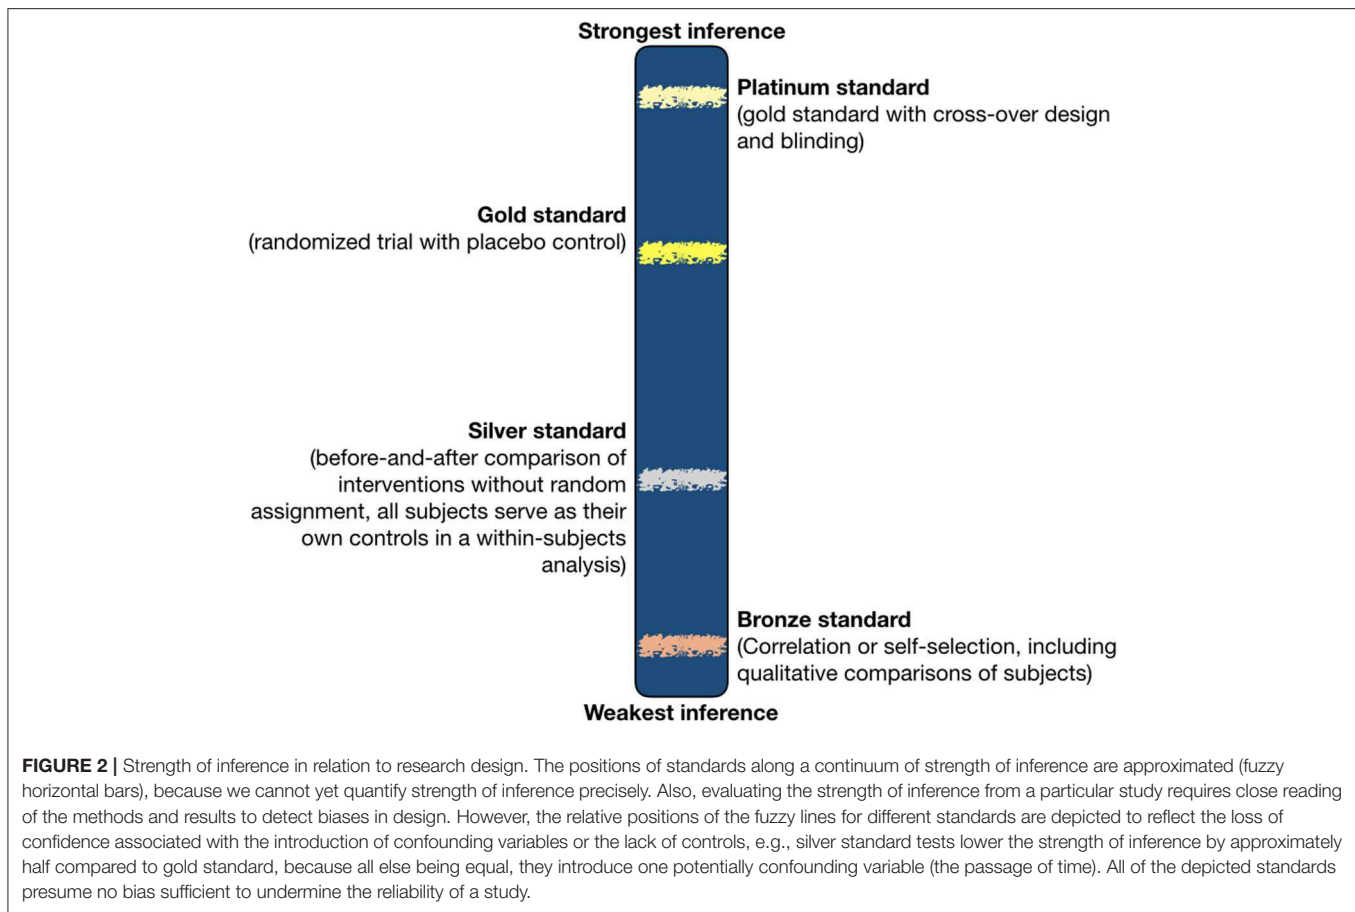 Strongest inference
Platinum standard
(gold standard with cross-over design
and blinding)
Gold standard
(randomized trial with placebo control)
Silver standard
(before-and-after comparison of
interventions without random
assignment, all subjects serve as their
own controls in a within-subjects
analysis)
Bronze standard
(Correlation or self-selection, including
qualitative comparisons of subjects)
Weakest inference
FIGURE 2 | Strength of inference in relation to research design. The positions of standards along a continuum of strength of inference are approximated (fuzzy
horizontal bars), because we cannot yet quantify strength of inference precisely. Also, evaluating the strength of inference from a particular study requires close reading
of the methods and results to detect biases in design. However, the relative positions of the fuzzy lines for different standards are depicted to reflect the loss of
confidence associated with the introduction of confounding variables or the lack of controls, e.g., silver standard tests lower the strength of inference by approximately
half compared to gold standard, because all else being equal, they introduce one potentially confounding variable (the passage of time). All of the depicted standards
presume no bias sufficient to undermine the reliability of a study.